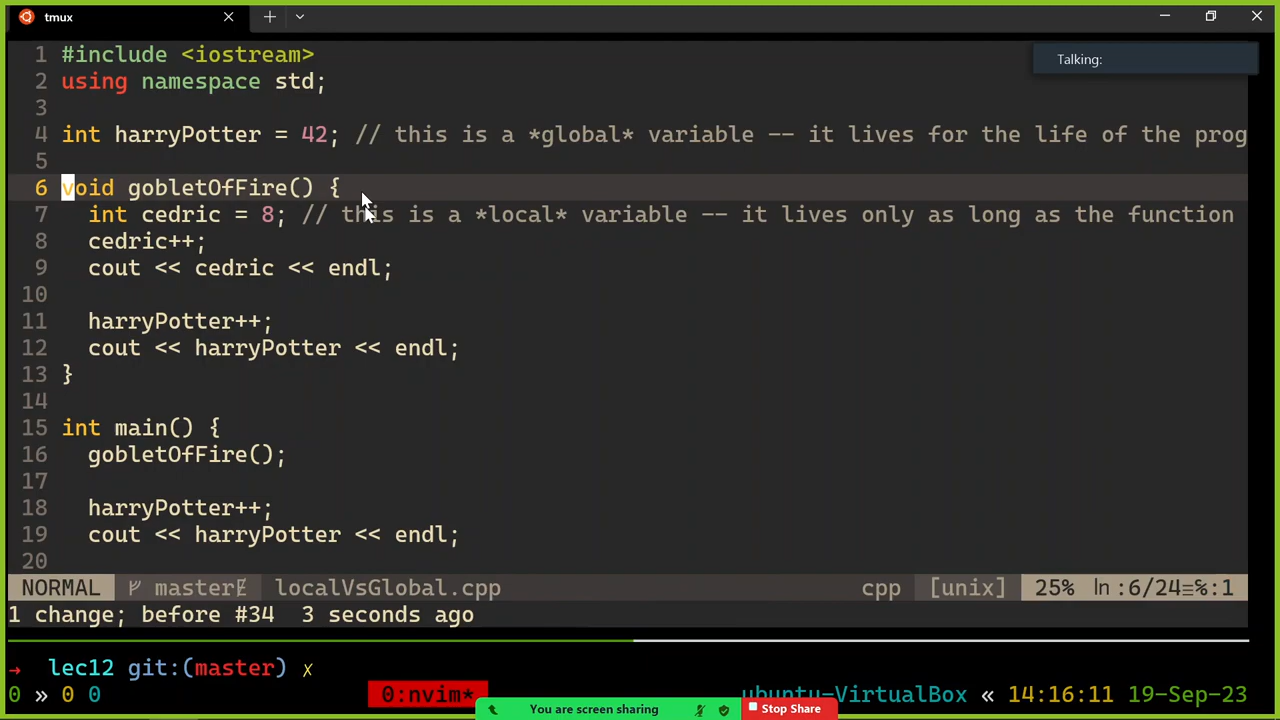 tmux
Talking:
1 #include <iostream>
2 using namespace std;
3
4 int harryPotter = 42; // this is a *global* variable -- it lives for the life of the prog
5
6 void gobletOfFire() {
7 int cedric = 8; // this is a *local* variable -- it lives only as long as the function
8 cedric++;
9 cout << cedric << endl;
10
11 harryPotter++;
12 cout << harryPotter << endl;
13 }
14
15 int main() {
16 gobletOfFire();
17
18 harryPotter++;
19 cout << harryPotter << endl;
20
NORMAL master localVsGlobal.cpp cpp [unix] 25% ln :6/24≡%:1
1 change; before #34 3 seconds ago
→ lec12 git:(master) ✗
0 » 0 0 0:nvim* ubuntu-VirtualBox « 14:16:11 19-Sep-23
You are screen sharing Stop Share